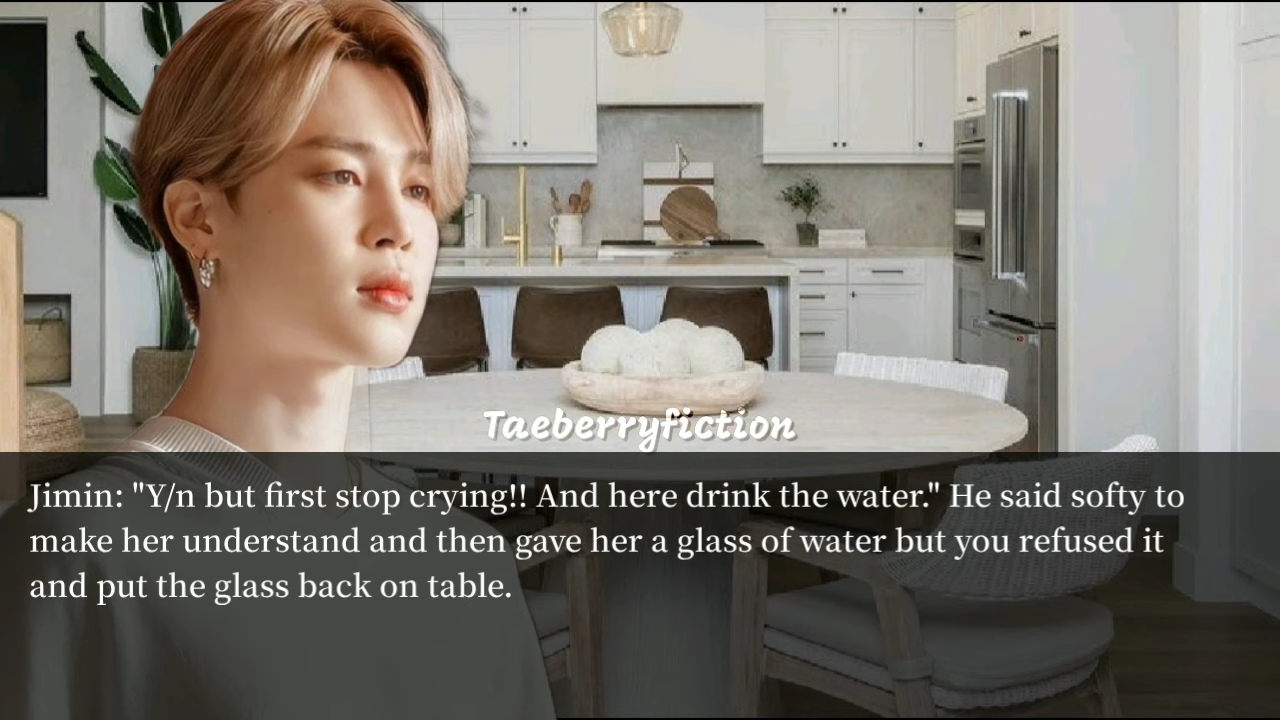 Taeberryfiction
Jimin: "Y/n but first stop crying!! And here drink the water." He said softy to
make her understand and then gave her a glass of water but you refused it
and put the glass back on table.